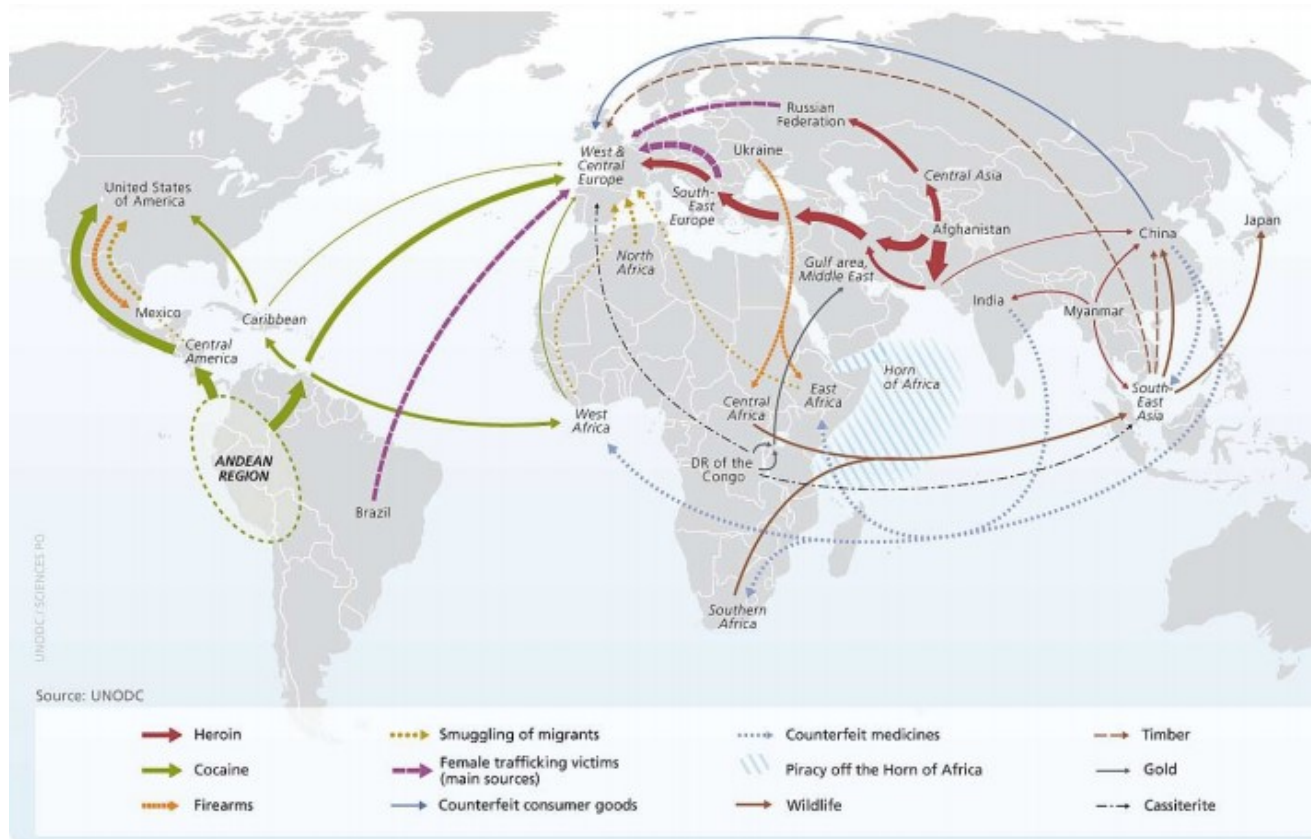 Russian
Federation
West &
Central
Europe
Ukraine
United States
of America
South-
East
Europe
Central Asia
Afghanistan
China
Japan
North
Africa
Gulf area,
Middle East
India
Myanmar
Mexico
Caribbean
Central
America
Horn
of Africa
West
Africa
Central
Africa
East
Africa
South-
East
Asia
ANDEAN
REGION
DR of the
Congo
Brazil
Southern
Africa
UNODC / SCIENCES PO
Source: UNODC
Heroin
Cocaine
Firearms
Smuggling of migrants
Female trafficking victims
(main sources)
Counterfeit consumer goods
Counterfeit medicines
Piracy off the Horn of Africa
Wildlife
Timber
Gold
Cassiterite